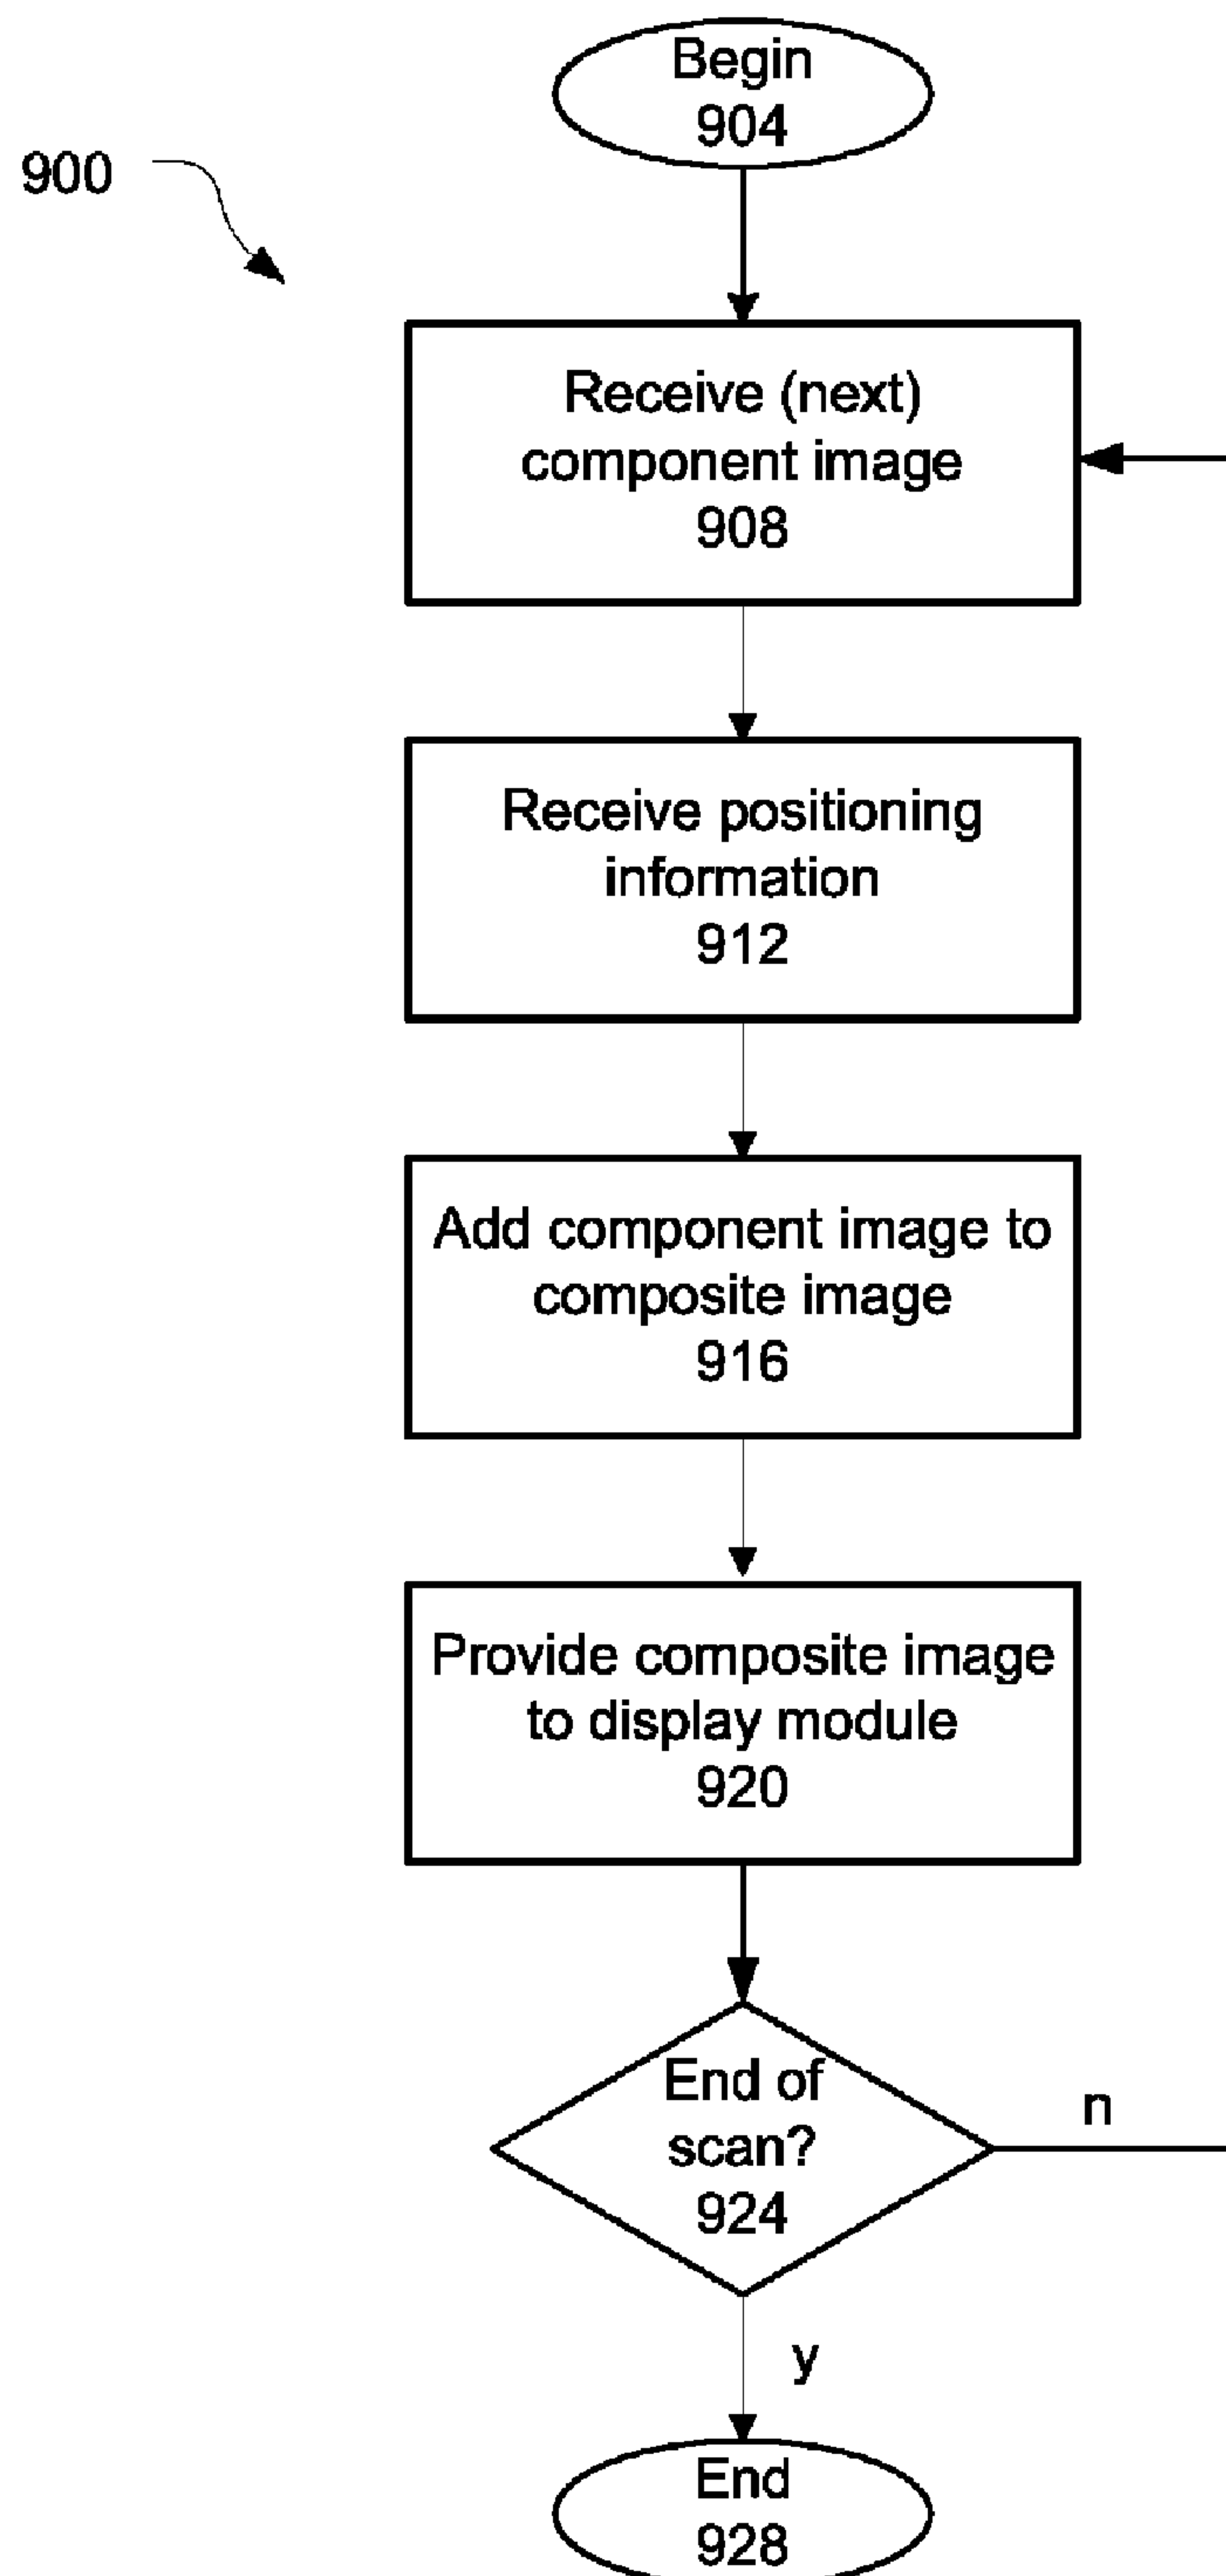 Begin
904
900
Receive (next)
component image
908
Receive positioning
information
912
Add component image to
composite image
916
Provide composite image
to display module
920
End of
scan?
924
n
y
End
928